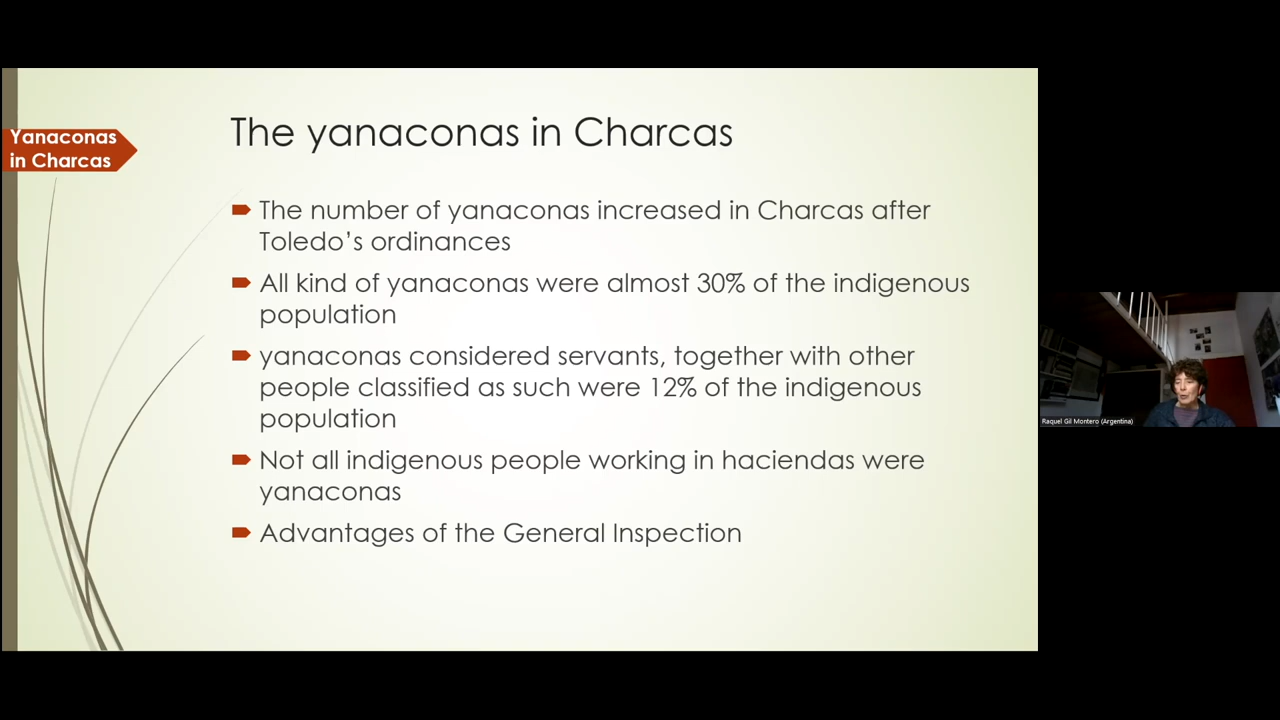 Yanaconas
in Charcas
The yanaconas in Charcas
The number of yanaconas increased in Charcas after
Toledo’s ordinances
All kind of yanaconas were almost 30% of the indigenous
population
yanaconas considered servants, together with other
people classified as such were 12% of the indigenous
population
Not all indigenous people working in haciendas were
yanaconas
Advantages of the General Inspection
Raquel Gil Montero (Argentina)